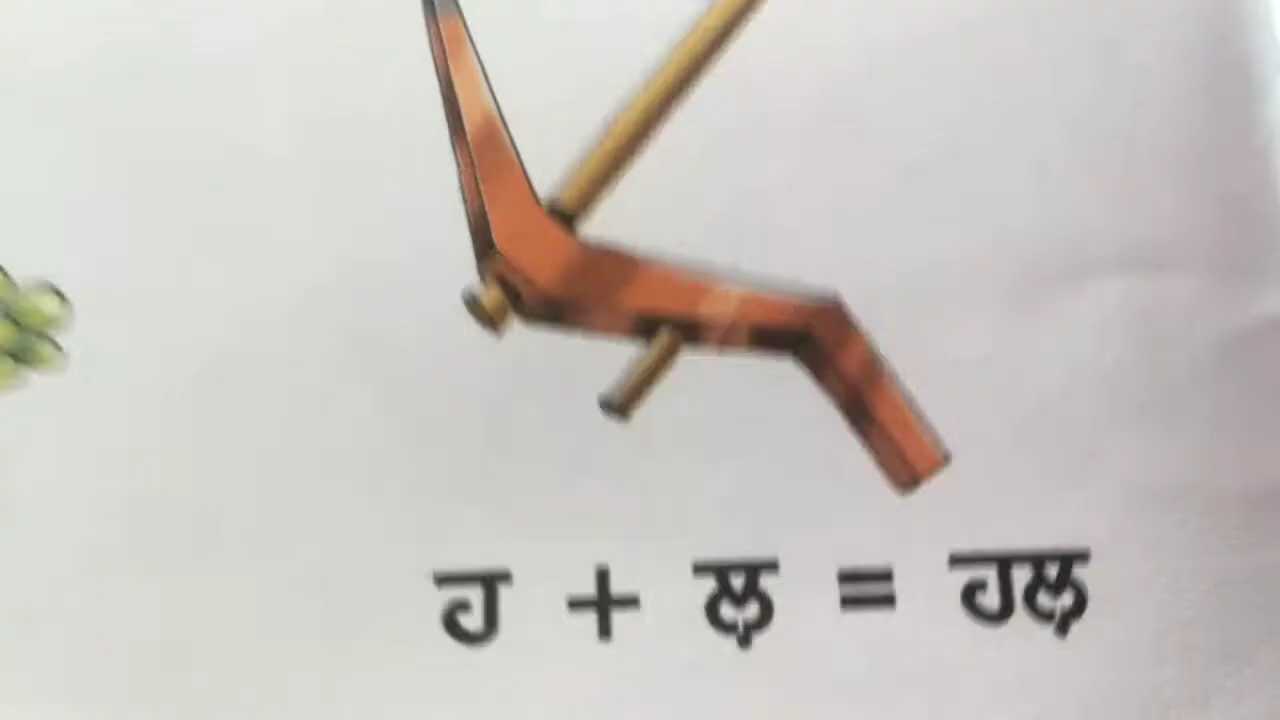 ਹ + ਲ਼ = ਹਲ਼